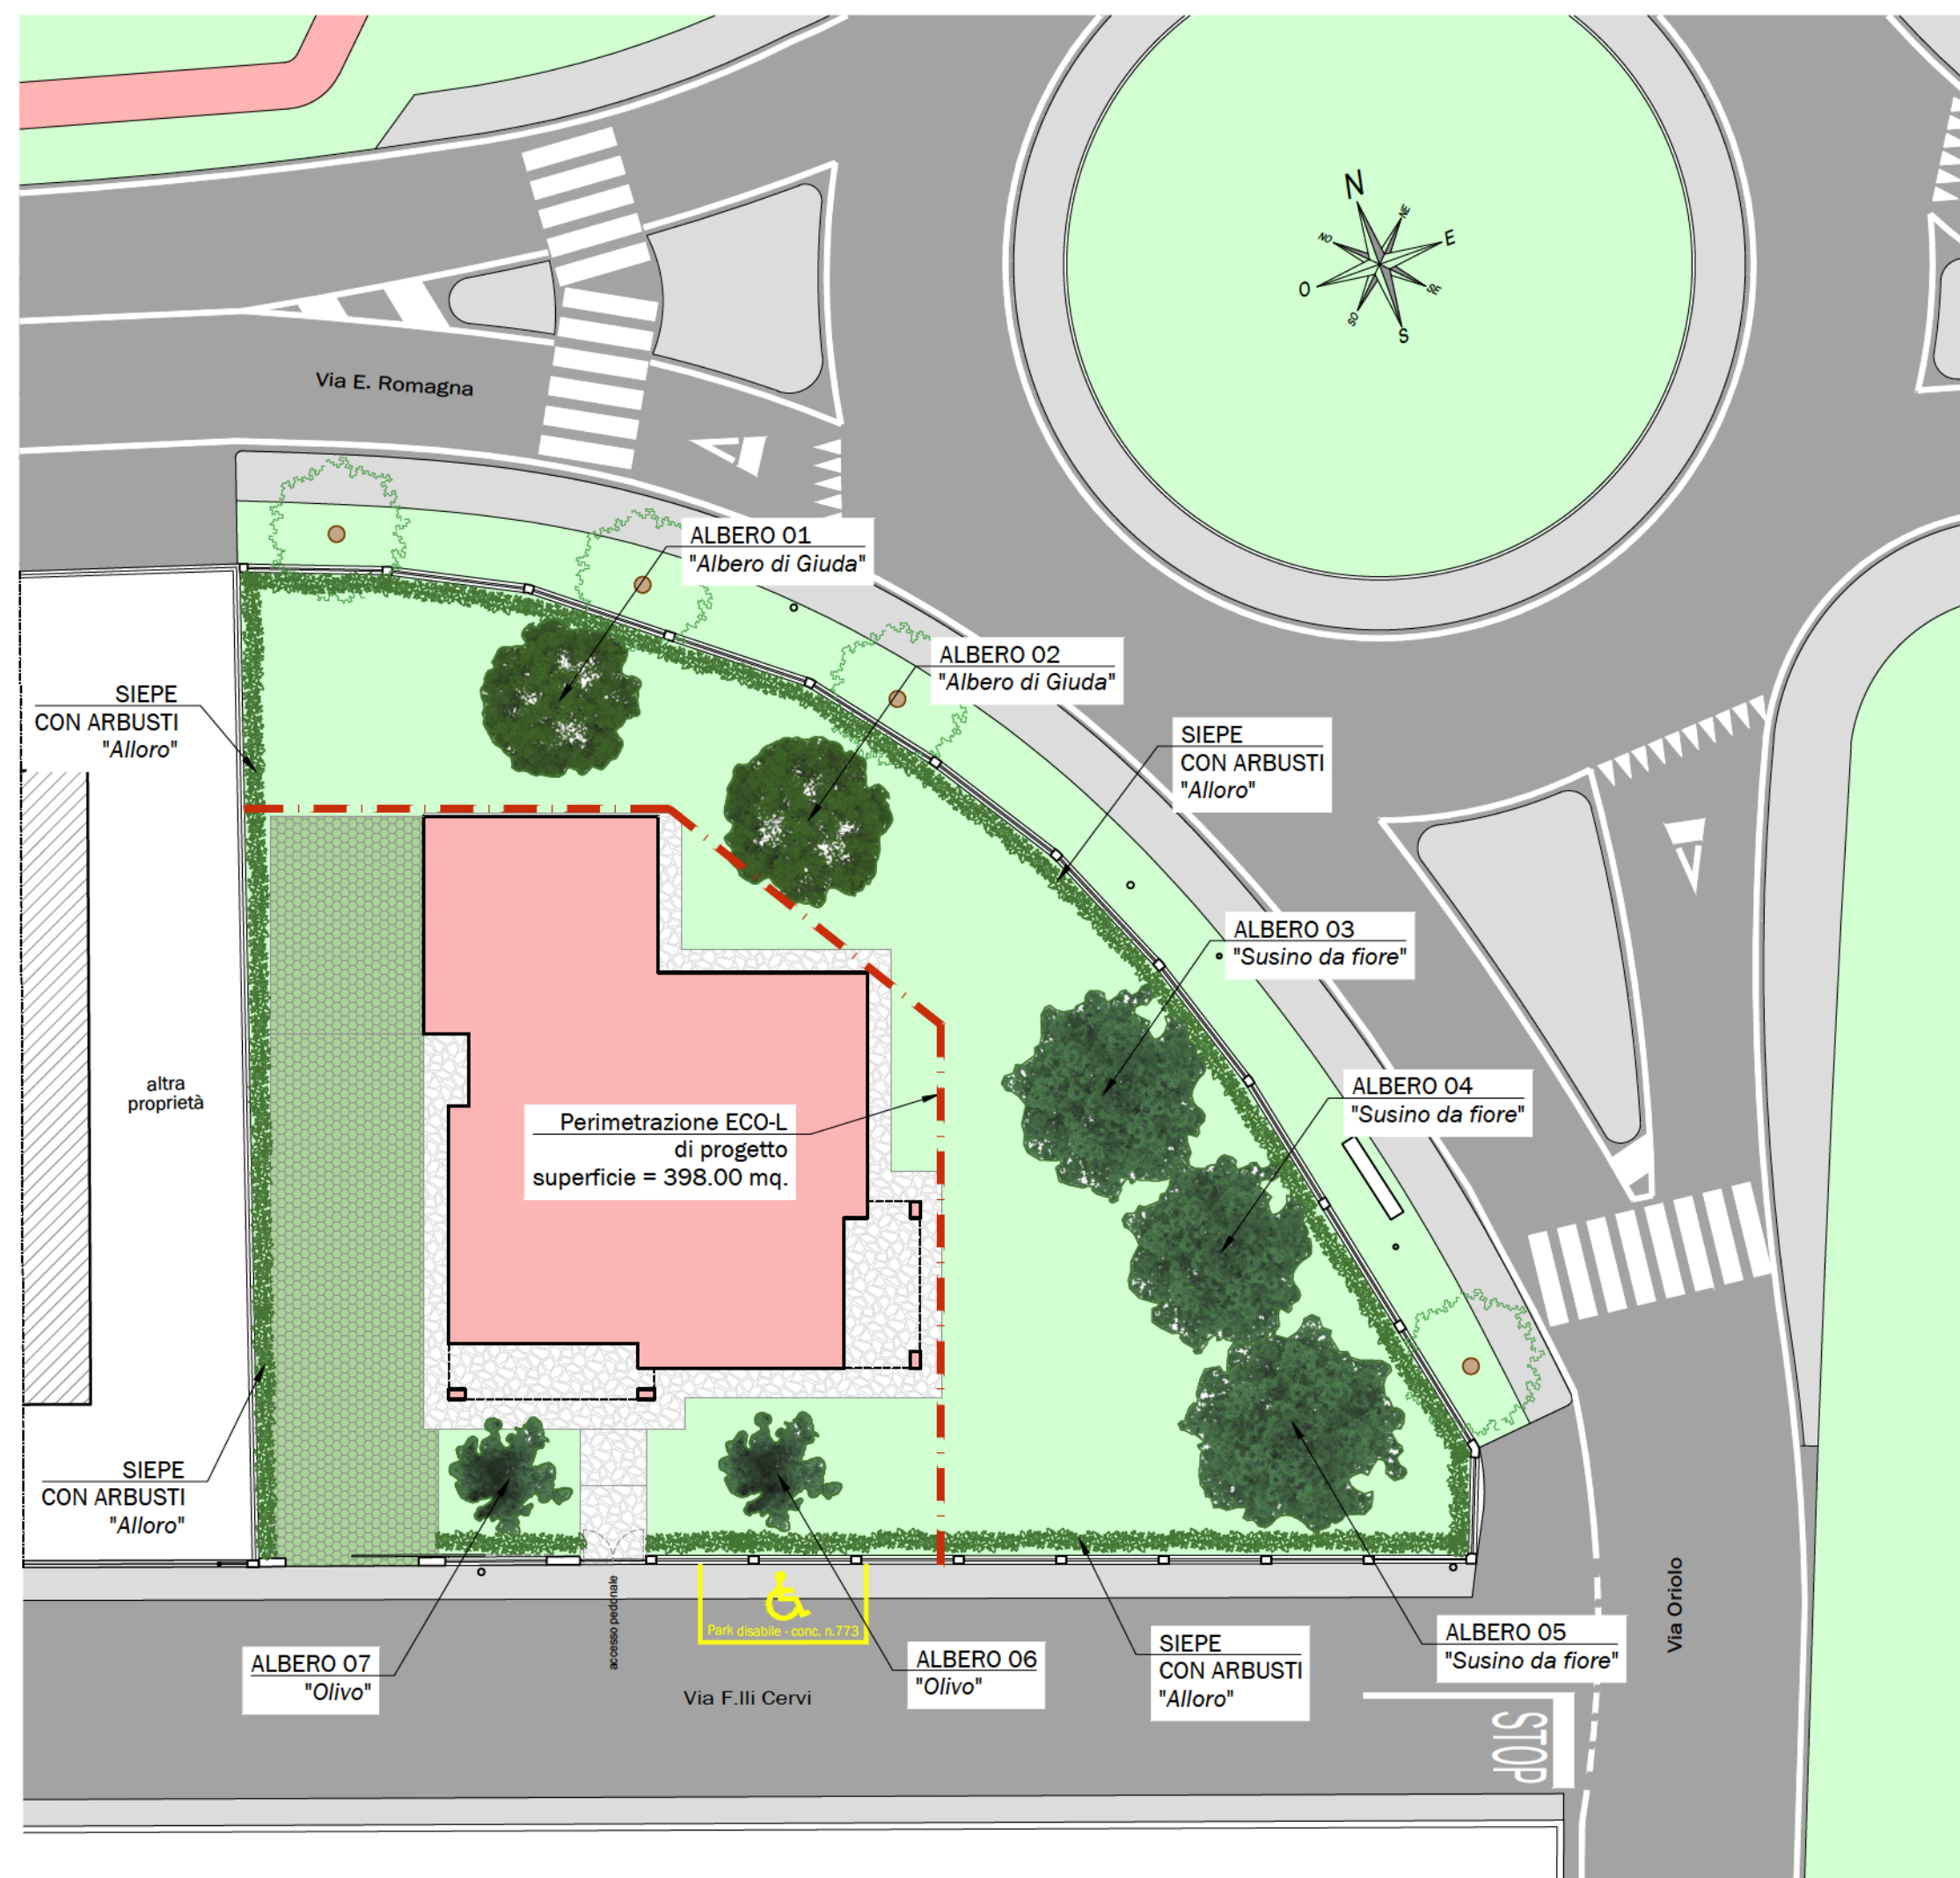 N
NE
NO
E
O
SE
SO
S
Via E. Romagna
ALBERO 01
"Albero di Giuda"
ALBERO 02
"Albero di Giuda"
SIEPE
CON ARBUSTI
"Alloro"
SIEPE
CON ARBUSTI
"Alloro"
ALBERO 03
"Susino da fiore"
altra
proprietà
ALBERO 04
"Susino da fiore"
Perimetrazione ECO-L
di progetto
superficie = 398.00 mq.
SIEPE
CON ARBUSTI
"Alloro"
accesso pedonale
Park disabile - conc. n.773
Via Oriolo
ALBERO 07
"Olivo"
ALBERO 06
"Olivo"
SIEPE
CON ARBUSTI
"Alloro"
ALBERO 05
"Susino da fiore"
Via F.lli Cervi
STOP